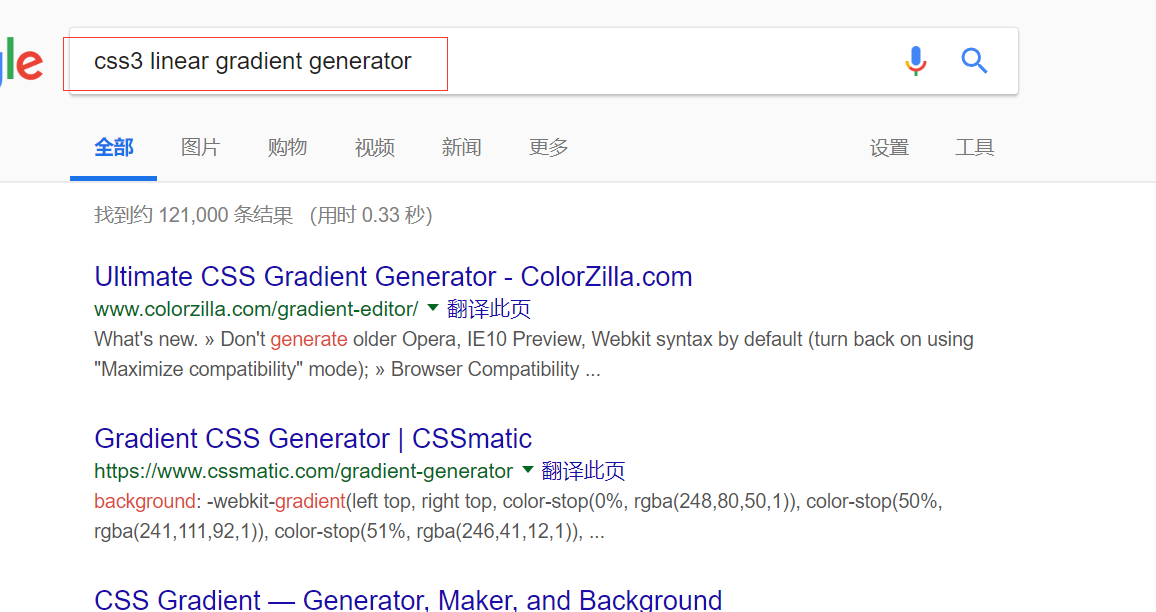 le
css3 linear gradient generator
全部 图片 购物 视频 新闻 更多 设置 工具
找到约 121,000 条结果 (用时 0.33 秒)
Ultimate CSS Gradient Generator - ColorZilla.com
www.colorzilla.com/gradient-editor/ 翻译此页
What's new. » Don't generate older Opera, IE10 Preview, Webkit syntax by default (turn back on using
"Maximize compatibility" mode); » Browser Compatibility ...
Gradient CSS Generator | CSSmatic
https://www.cssmatic.com/gradient-generator 翻译此页
background: -webkit-gradient(left top, right top, color-stop(0%, rgba(248,80,50,1)), color-stop(50%,
rgba(241,111,92,1)), color-stop(51%, rgba(246,41,12,1)), ...
CSS Gradient — Generator, Maker, and Background